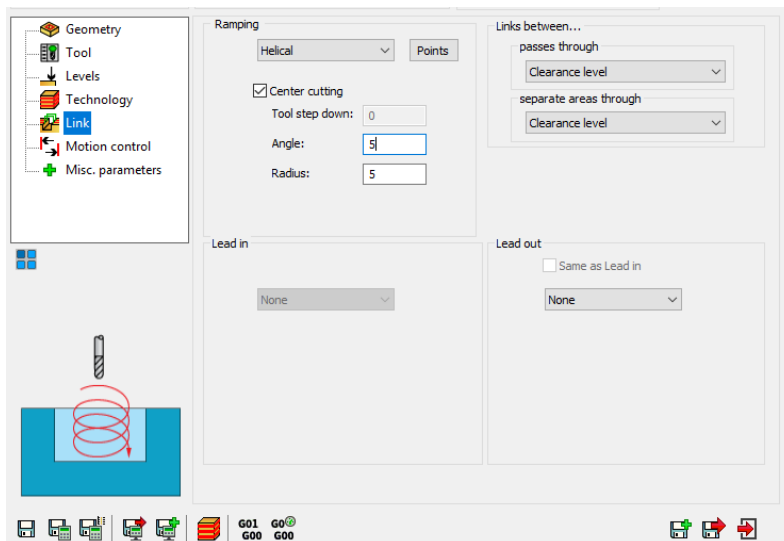 Geometry
Tool
Levels
Technology
Link
Motion control
Misc. parameters
Ramping
Helical
Points
Center cutting
Tool step down: 0
Angle: 5
Radius: 5
Links between...
passes through
Clearance level
separate areas through
Clearance level
Lead in
None
Lead out
Same as Lead in
None
G01 G0
G00 G00